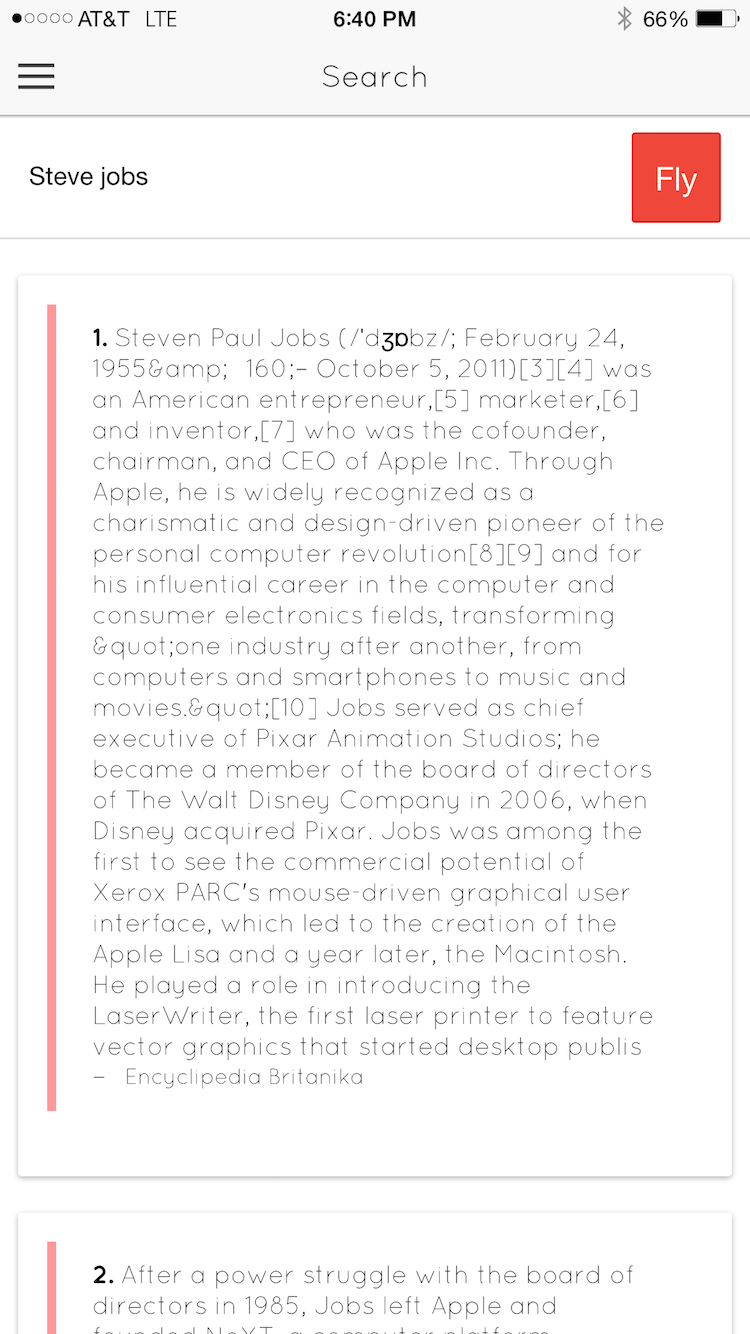 AT&T LTE 6:40 PM 66%
Search
Steve jobs
Fly
1. Steven Paul Jobs (/ˈdʒɒbz/; February 24,
1955&amp; 160;– October 5, 2011)[3][4] was
an American entrepreneur,[5] marketer,[6]
and inventor,[7] who was the cofounder,
chairman, and CEO of Apple Inc. Through
Apple, he is widely recognized as a
charismatic and design-driven pioneer of the
personal computer revolution[8][9] and for
his influential career in the computer and
consumer electronics fields, transforming
&quot;one industry after another, from
computers and smartphones to music and
movies.&quot;[10] Jobs served as chief
executive of Pixar Animation Studios; he
became a member of the board of directors
of The Walt Disney Company in 2006, when
Disney acquired Pixar. Jobs was among the
first to see the commercial potential of
Xerox PARC's mouse-driven graphical user
interface, which led to the creation of the
Apple Lisa and a year later, the Macintosh.
He played a role in introducing the
LaserWriter, the first laser printer to feature
vector graphics that started desktop publis
– Encyclipedia Britanika
2. After a power struggle with the board of
directors in 1985, Jobs left Apple and
founded NeXT, a computer platform